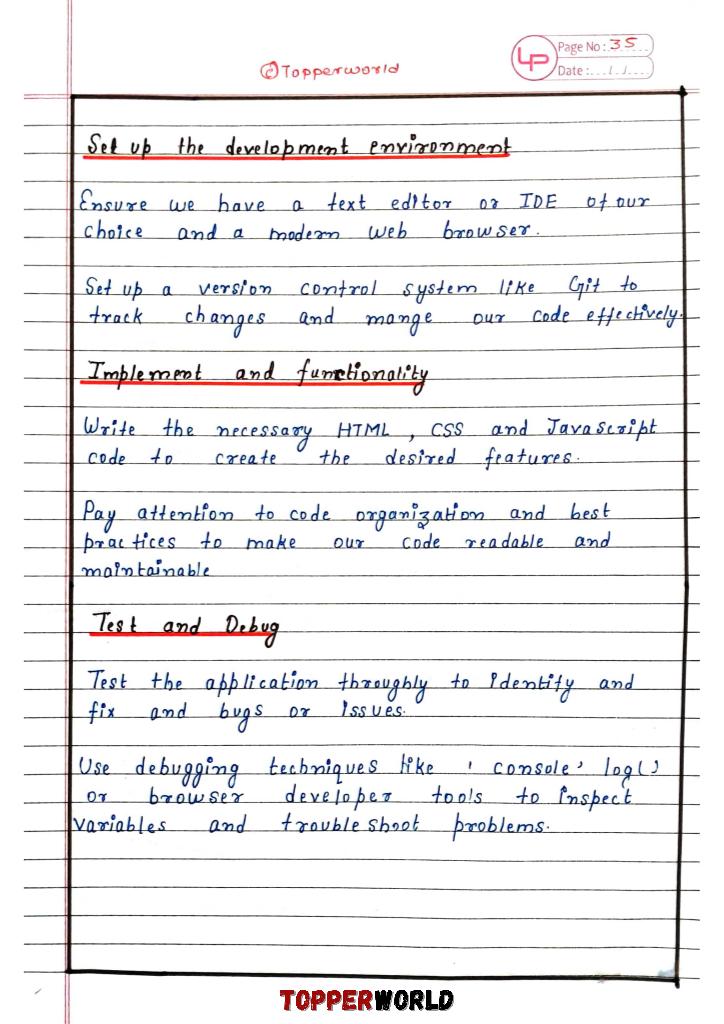 Page No: 35
LP
@Topperworld
Date :... / . / ....
Set up the development environment
Ensure we have a text editor or IDE of our
choice and a modern web browser.
Set up a version control system like Git to
track changes and mange our code effectively.
Implement and functionality
Write the necessary HTML , CSS and JavaScript
code to create the desired features.
Pay attention to code organization and best
practices to make our code readable and
maintainable
Test and Debug
Test the application throughly to identify and
fix and bugs or issues.
Use debugging techniques like ' console' log()
or browser developer tools to inspect
variables and trouble shoot problems.
TOPPERWORLD